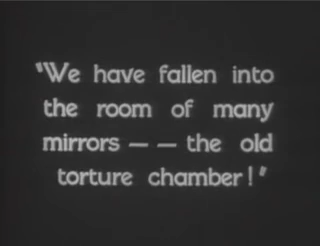 "We have fallen into
the room of many
mirrors — — the old
torture chamber!"